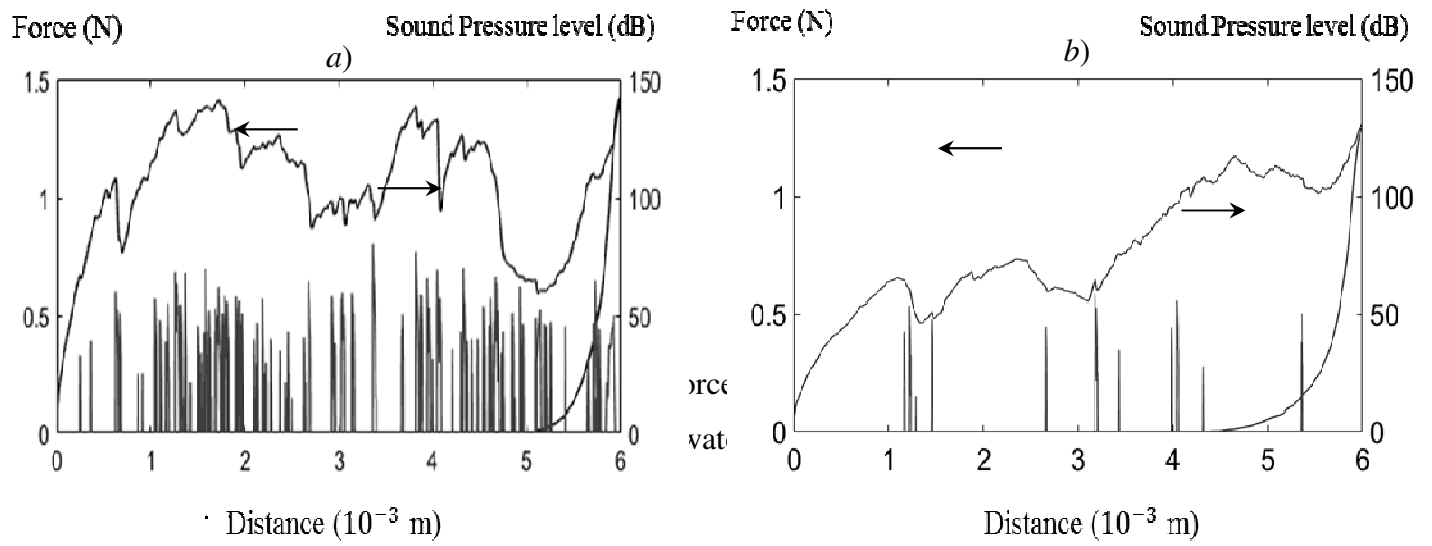 Force (N) Sound Pressure level (dB)
a)
1.5 150
1 100
0.5 50
0 0
0 1 2 3 4 5 6
Distance (10⁻³ m)
orce
vate
Force (N) Sound Pressure level (dB)
b)
1.5 150
1 100
0.5 50
0 0
0 1 2 3 4 5 6
Distance (10⁻³ m)